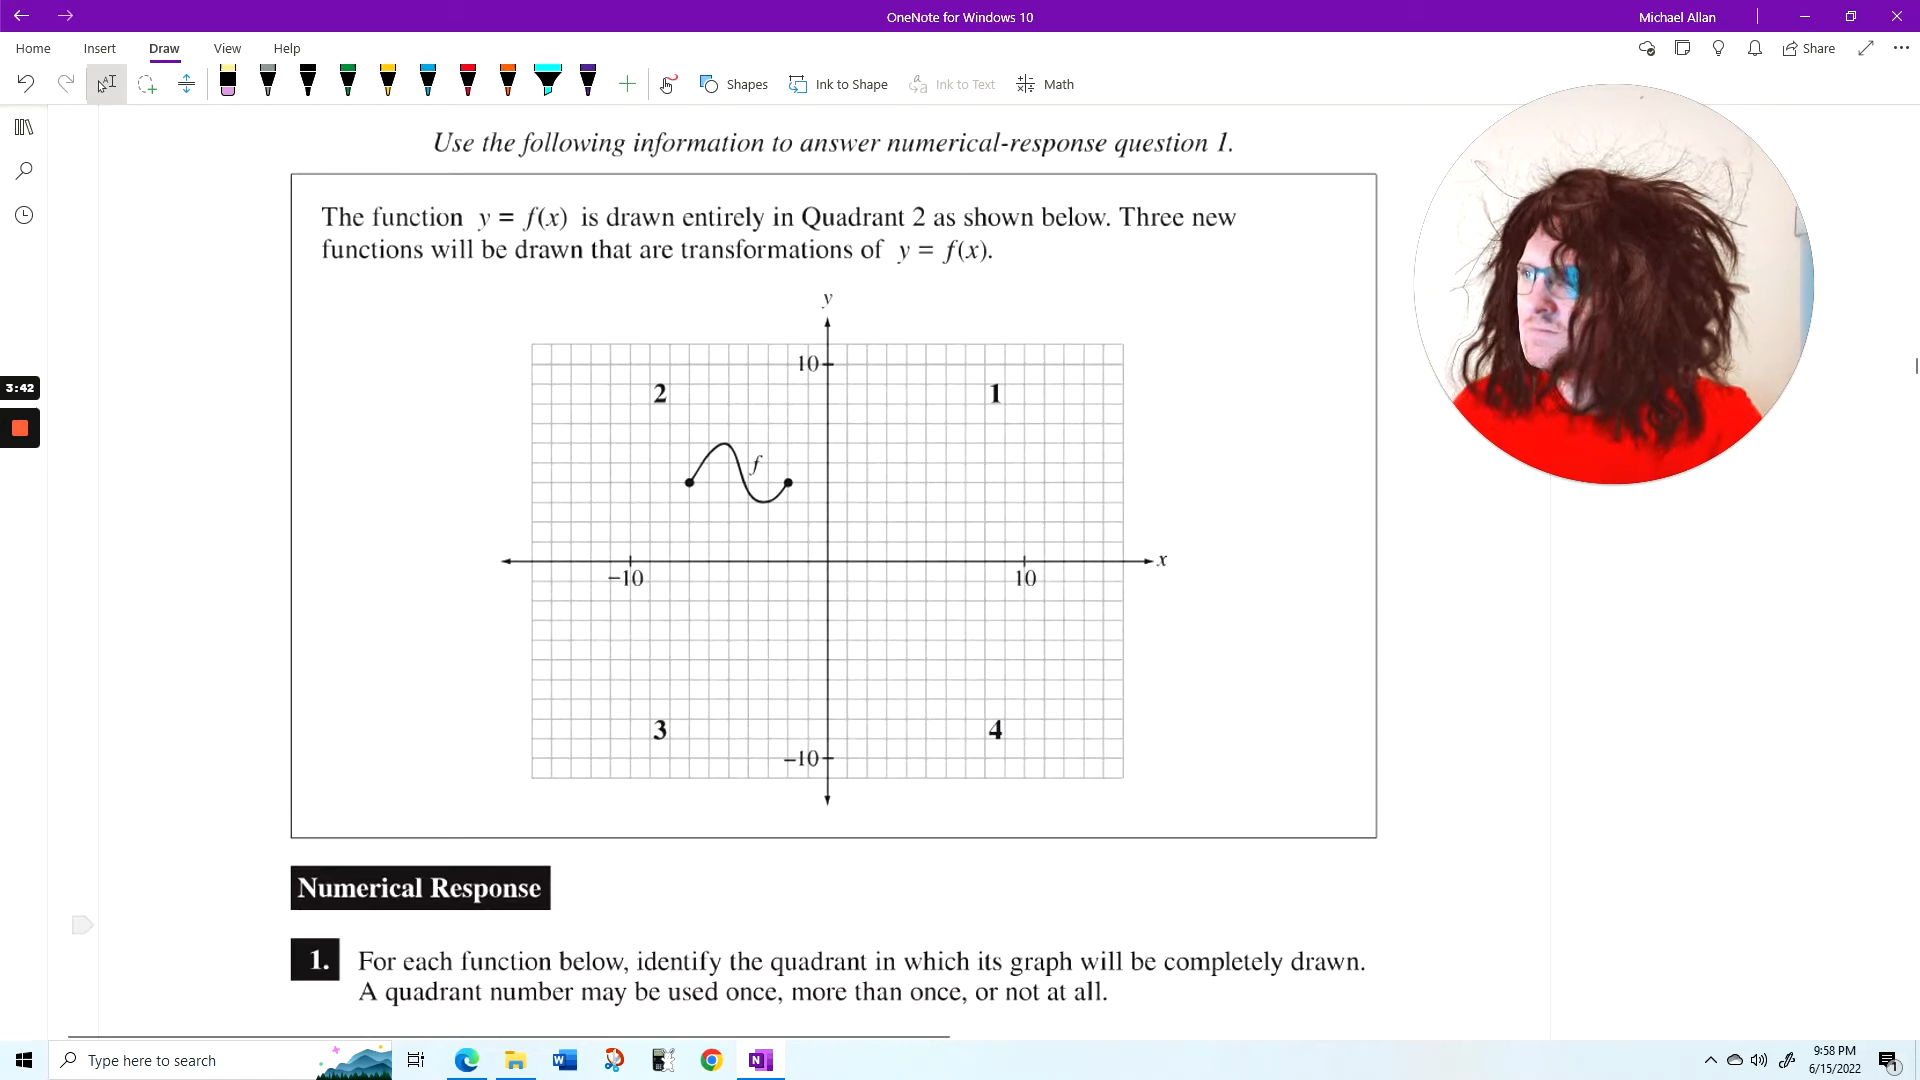 OneNote for Windows 10
Michael Allan
Home Insert Draw View Help
Share
Shapes Ink to Shape Ink to Text Math
Use the following information to answer numerical-response question 1.
The function y = f(x) is drawn entirely in Quadrant 2 as shown below. Three new
functions will be drawn that are transformations of y = f(x).
y
10
2
1
f
3:42
x
−10
10
3
4
−10
Numerical Response
1. For each function below, identify the quadrant in which its graph will be completely drawn.
A quadrant number may be used once, more than once, or not at all.
Type here to search
9:58 PM
6/15/2022
1